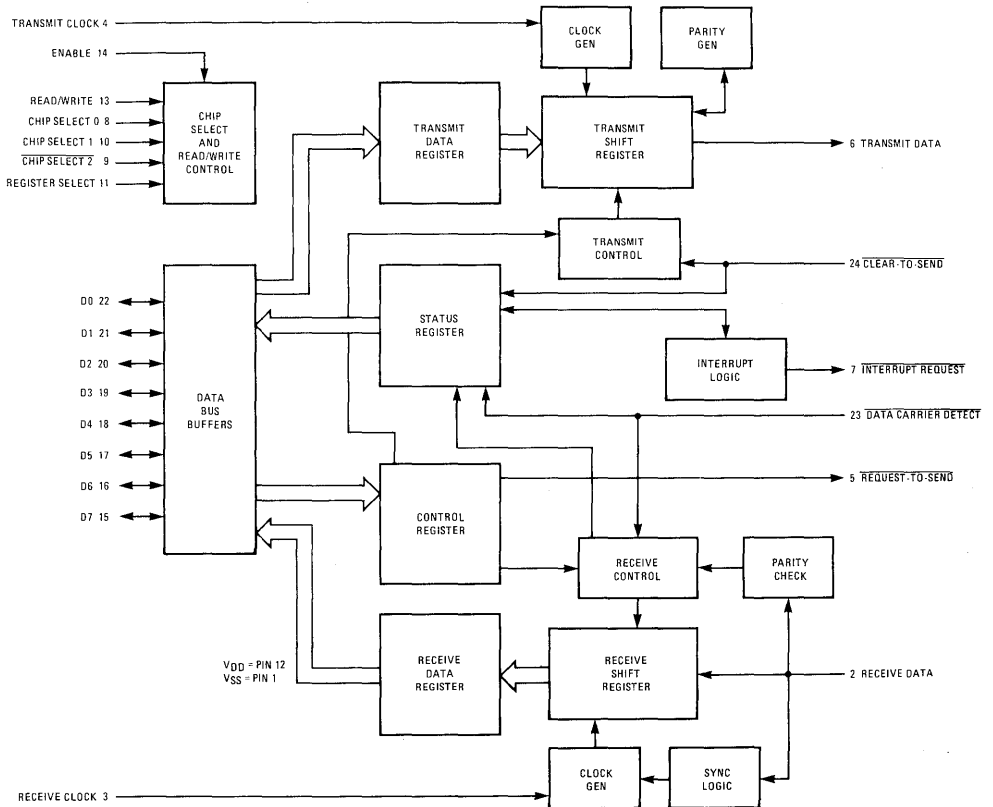 TRANSMIT CLOCK 4
CLOCK
GEN
PARITY
GEN
ENABLE 14
READ/WRITE 13
CHIP SELECT 0 8
CHIP SELECT 1 10
CHIP SELECT 2 9
REGISTER SELECT 11
CHIP
SELECT
AND
READ/WRITE
CONTROL
TRANSMIT
DATA
REGISTER
TRANSMIT
SHIFT
REGISTER
6 TRANSMIT DATA
TRANSMIT
CONTROL
24 CLEAR-TO-SEND
D0 22
D1 21
D2 20
D3 19
D4 18
D5 17
D6 16
D7 15
DATA
BUS
BUFFERS
STATUS
REGISTER
INTERRUPT
LOGIC
7 INTERRUPT REQUEST
23 DATA CARRIER DETECT
5 REQUEST-TO-SEND
CONTROL
REGISTER
RECEIVE
CONTROL
PARITY
CHECK
VDD = PIN 12
VSS = PIN 1
RECEIVE
DATA
REGISTER
RECEIVE
SHIFT
REGISTER
2 RECEIVE DATA
CLOCK
GEN
SYNC
LOGIC
RECEIVE CLOCK 3